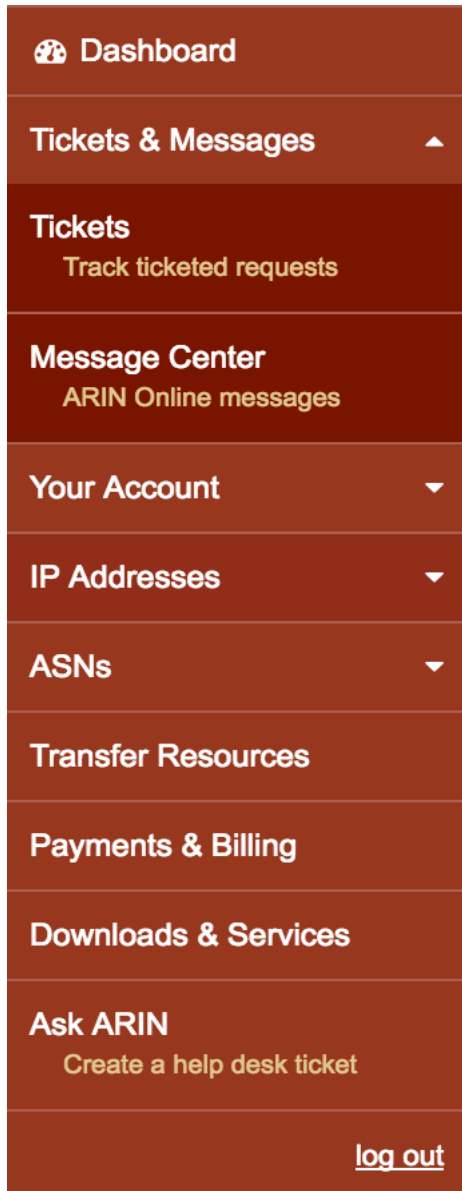 Dashboard
Tickets & Messages
Tickets
Track ticketed requests
Message Center
ARIN Online messages
Your Account
IP Addresses
ASNs
Transfer Resources
Payments & Billing
Downloads & Services
Ask ARIN
Create a help desk ticket
log out